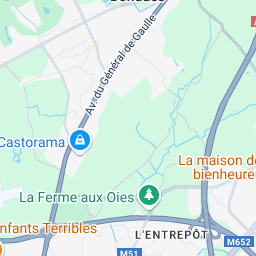 Av. du Général de Gaulle
Castorama
La maison de
bienheure
La Ferme aux Oies
nfants Terribles
L'ENTREPÔT
M51
M652